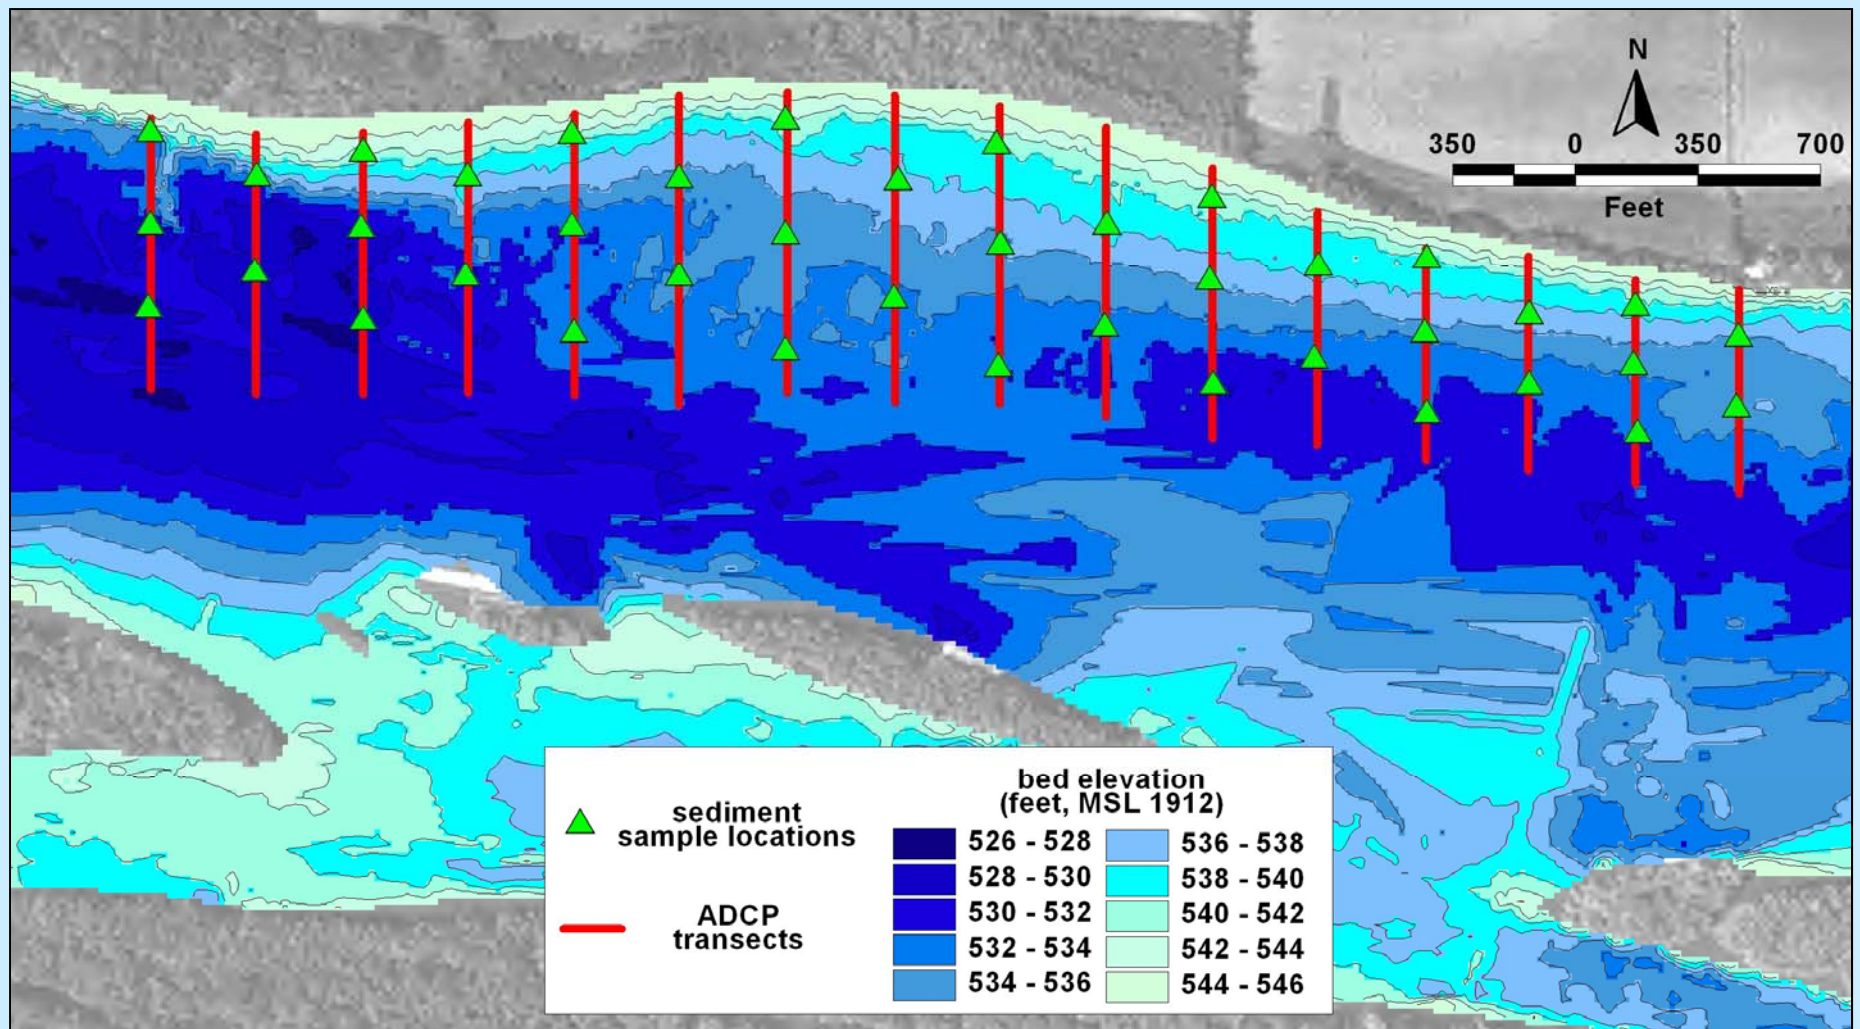 N
350 0 350 700
Feet
sediment
sample locations
ADCP
transects
bed elevation
(feet, MSL 1912)
526 - 528
528 - 530
530 - 532
532 - 534
534 - 536
536 - 538
538 - 540
540 - 542
542 - 544
544 - 546